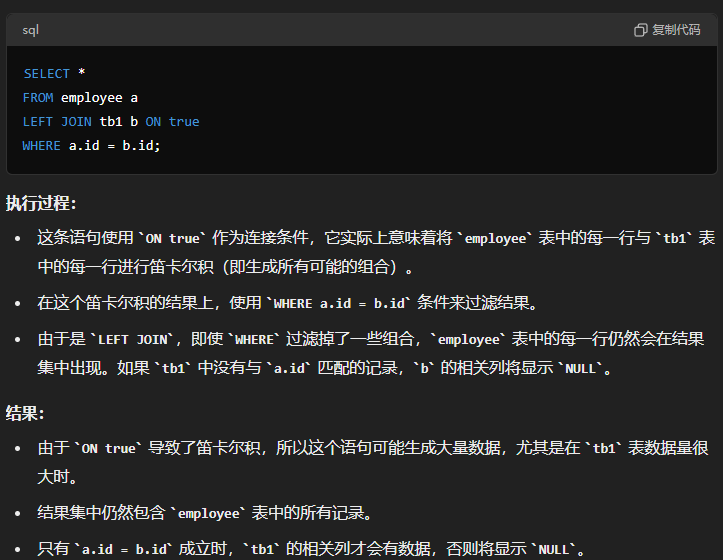 sql 复制代码
SELECT *
FROM employee a
LEFT JOIN tb1 b ON true
WHERE a.id = b.id;
执行过程:
• 这条语句使用 `ON true` 作为连接条件，它实际上意味着将 `employee` 表中的每一行与 `tb1` 表
中的每一行进行笛卡尔积（即生成所有可能的组合）。
• 在这个笛卡尔积的结果上，使用 `WHERE a.id = b.id` 条件来过滤结果。
• 由于是 `LEFT JOIN`，即使 `WHERE` 过滤掉了一些组合，`employee` 表中的每一行仍然会在结果
集中出现。如果 `tb1` 中没有与 `a.id` 匹配的记录，`b` 的相关列将显示 `NULL`。
结果:
• 由于 `ON true` 导致了笛卡尔积，所以这个语句可能生成大量数据，尤其是在 `tb1` 表数据量很
大时。
• 结果集中仍然包含 `employee` 表中的所有记录。
• 只有 `a.id = b.id` 成立时，`tb1` 的相关列才会有数据，否则将显示 `NULL`。